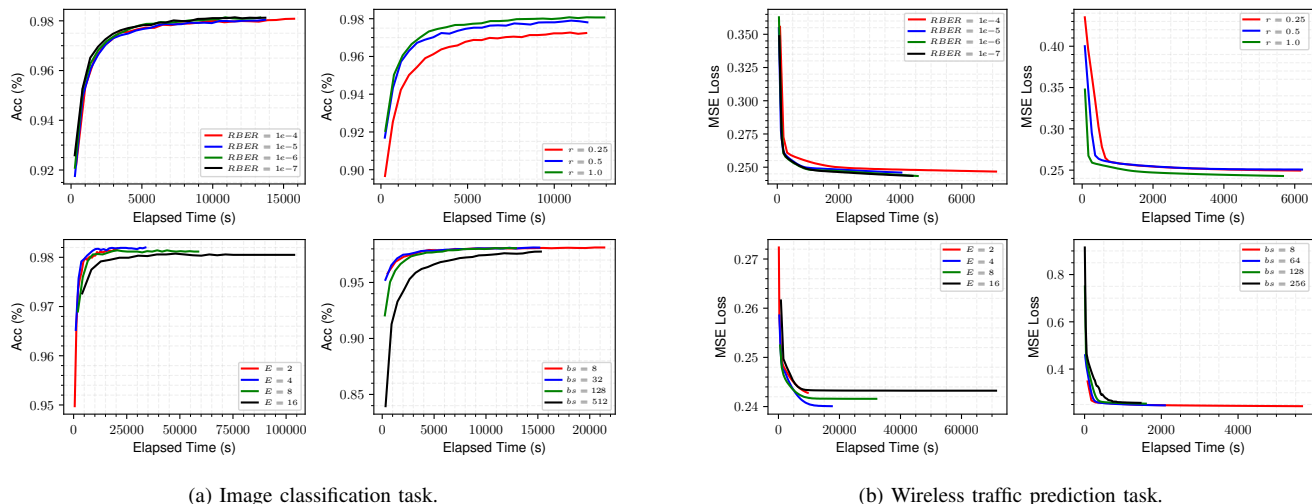 0.98
0.96
0.94
0.92
Acc (%)
0 5000 10000 15000
Elapsed Time (s)
RBER = 1e−4
RBER = 1e−5
RBER = 1e−6
RBER = 1e−7
0.98
0.96
0.94
0.92
0.90
Acc (%)
0 5000 10000
Elapsed Time (s)
r = 0.25
r = 0.5
r = 1.0
0.350
0.325
0.300
0.275
0.250
MSE Loss
0 2000 4000 6000
Elapsed Time (s)
RBER = 1e−4
RBER = 1e−5
RBER = 1e−6
RBER = 1e−7
0.40
0.35
0.30
0.25
MSE Loss
0 2000 4000 6000
Elapsed Time (s)
r = 0.25
r = 0.5
r = 1.0
0.98
0.97
0.96
0.95
Acc (%)
0 25000 50000 75000 100000
Elapsed Time (s)
E = 2
E = 4
E = 8
E = 16
0.95
0.90
0.85
Acc (%)
0 5000 10000 15000 20000
Elapsed Time (s)
bs = 8
bs = 32
bs = 128
bs = 512
0.27
0.26
0.25
0.24
MSE Loss
0 20000 40000 60000
Elapsed Time (s)
E = 2
E = 4
E = 8
E = 16
0.8
0.6
0.4
MSE Loss
0 2000 4000
Elapsed Time (s)
bs = 8
bs = 64
bs = 128
bs = 256
(a) Image classification task.
(b) Wireless traffic prediction task.